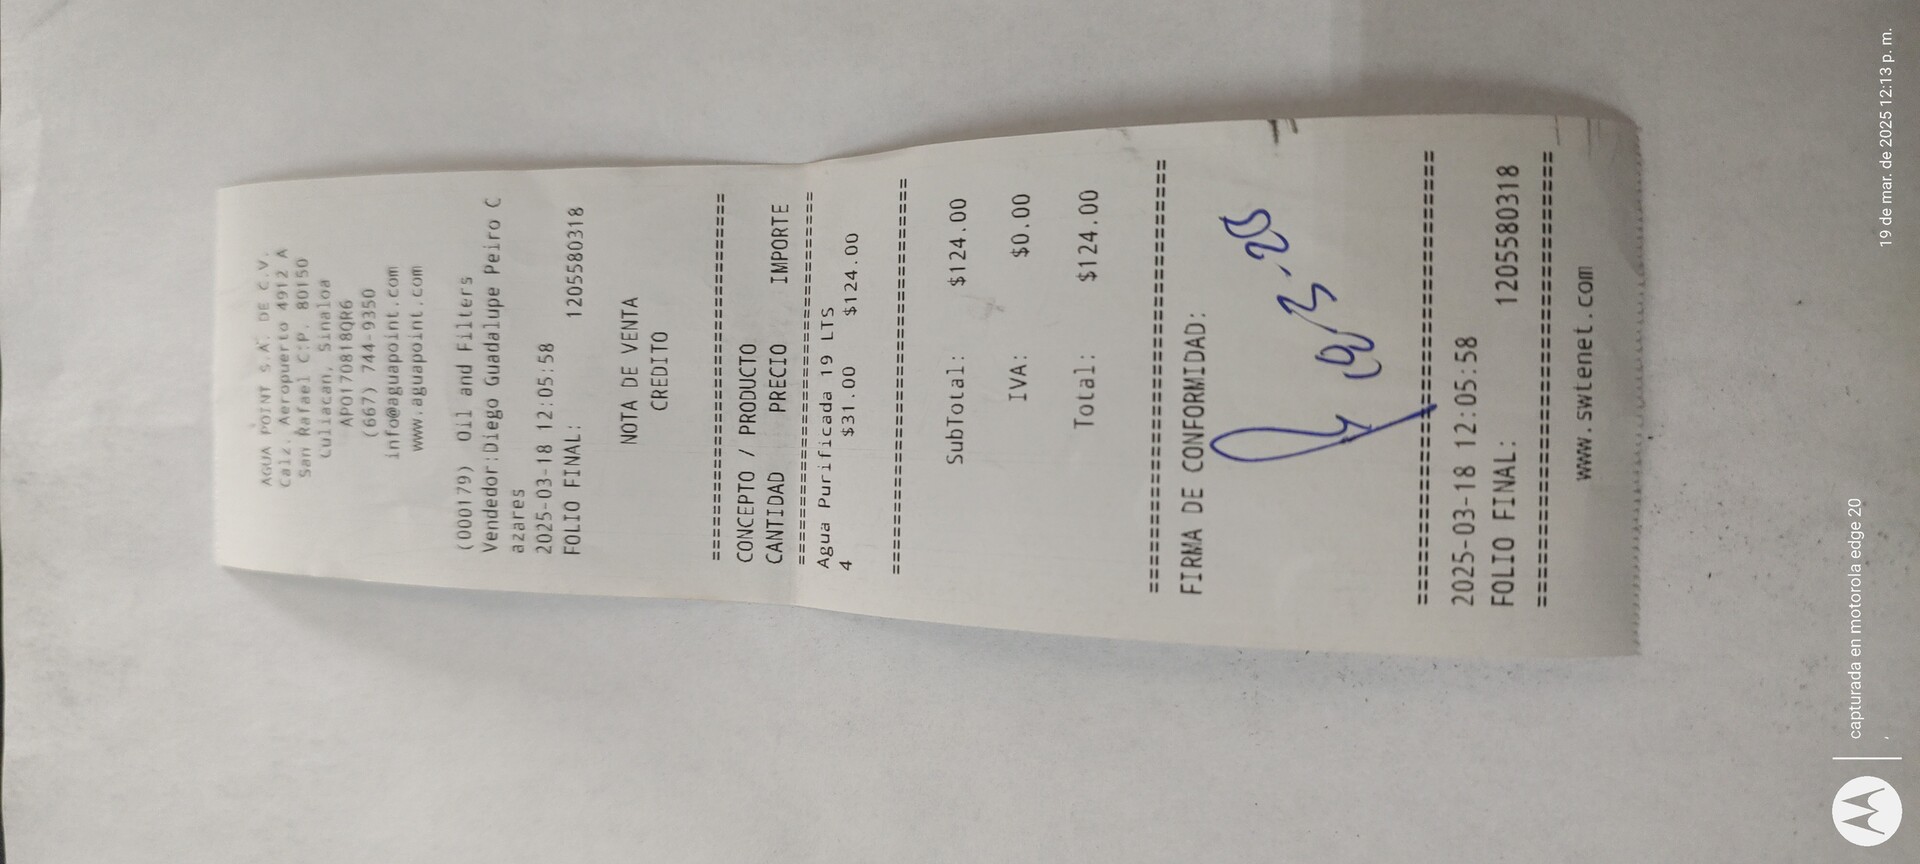 AGUA POINT S.A. DE C.V.
Calz. Aeropuerto 4912 A
San Rafael C.P. 80150
Culiacan, Sinaloa
APO170818QR6
(667) 744-9350
info@aguapoint.com
www.aguapoint.com
(000179) Oil and Filters
Vendedor:Diego Guadalupe Peiro C
azares
2025-03-18 12:05:58
FOLIO FINAL: 1205580318
NOTA DE VENTA
CREDITO
================================
CONCEPTO / PRODUCTO
CANTIDAD PRECIO IMPORTE
================================
Agua Purificada 19 LTS
4 $31.00 $124.00
================================
SubTotal: $124.00
IVA: $0.00
Total: $124.00
================================
FIRMA DE CONFORMIDAD:
================================
2025-03-18 12:05:58
FOLIO FINAL: 1205580318
================================
www.swtenet.com
capturada en motorola edge 20
19 de mar. de 2025 12:13 p. m.